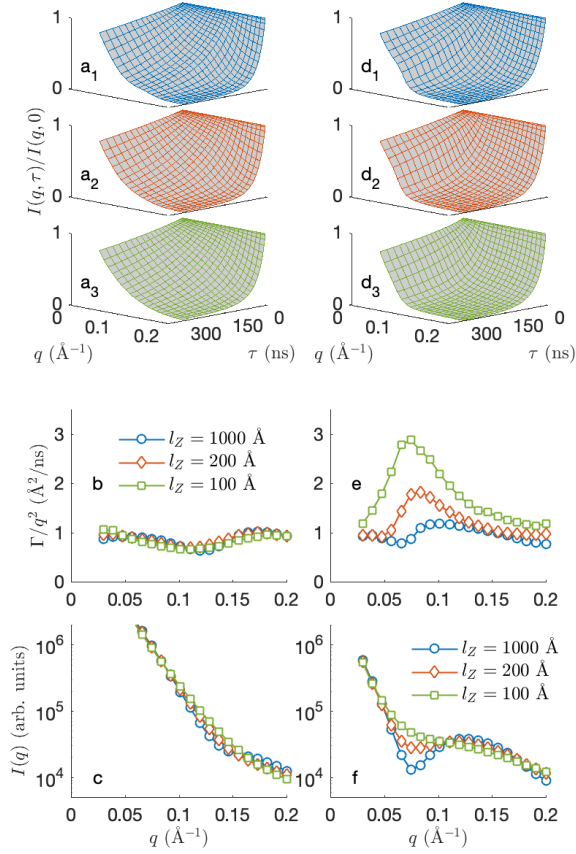 1 1
a1 d1
0 0
1 1
I(q, τ)/I(q, 0)
a2 d2
0 0
1 1
a3 d3
0 0
0 0 0 0
0.1 150 0.1 150
0.2 300 0.2 300
q (Å⁻¹) τ (ns) q (Å⁻¹) τ (ns)
3 3
lZ = 1000 Å
b lZ = 200 Å e
lZ = 100 Å
2 2
Γ/q² (Å²/ns)
1 1
0 0
0 0.05 0.1 0.15 0.2 0 0.05 0.1 0.15 0.2
10⁶ 10⁶
lZ = 1000 Å
lZ = 200 Å
lZ = 100 Å
I(q) (arb. units)
10⁵ 10⁵
c f
10⁴ 10⁴
0 0.05 0.1 0.15 0.2 0 0.05 0.1 0.15 0.2
q (Å⁻¹) q (Å⁻¹)